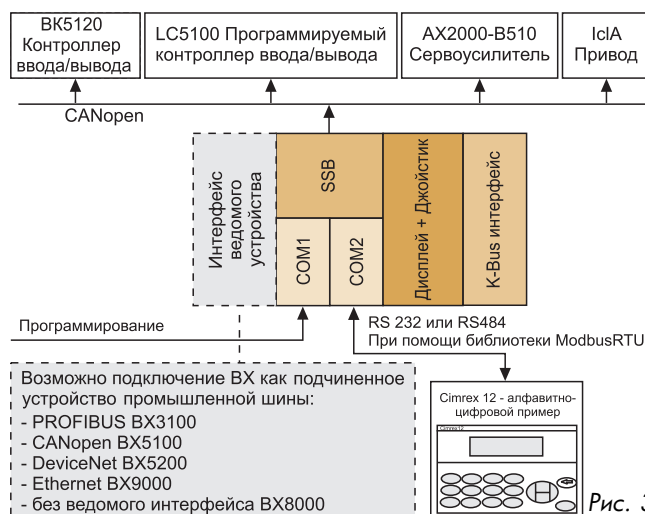 BK5120
Контроллер
ввода/вывода
LC5100 Программируемый
контроллер ввода/вывода
AX2000-B510
Сервоусилитель
IclA
Привод
CANopen
Интерфейс
ведомого
устройства
SSB
COM1
COM2
Дисплей + Джойстик
K-Bus интерфейс
Программирование
RS 232 или RS484
При помощи библиотеки ModbusRTU
Возможно подключение BX как подчиненное
устройство промышленной шины:
- PROFIBUS BX3100
- CANopen BX5100
- DeviceNet BX5200
- Ethernet BX9000
- без ведомого интерфейса BX8000
Cimrex 12 - алфавитно-
цифровой пример
Cimrex12
Рис. 3